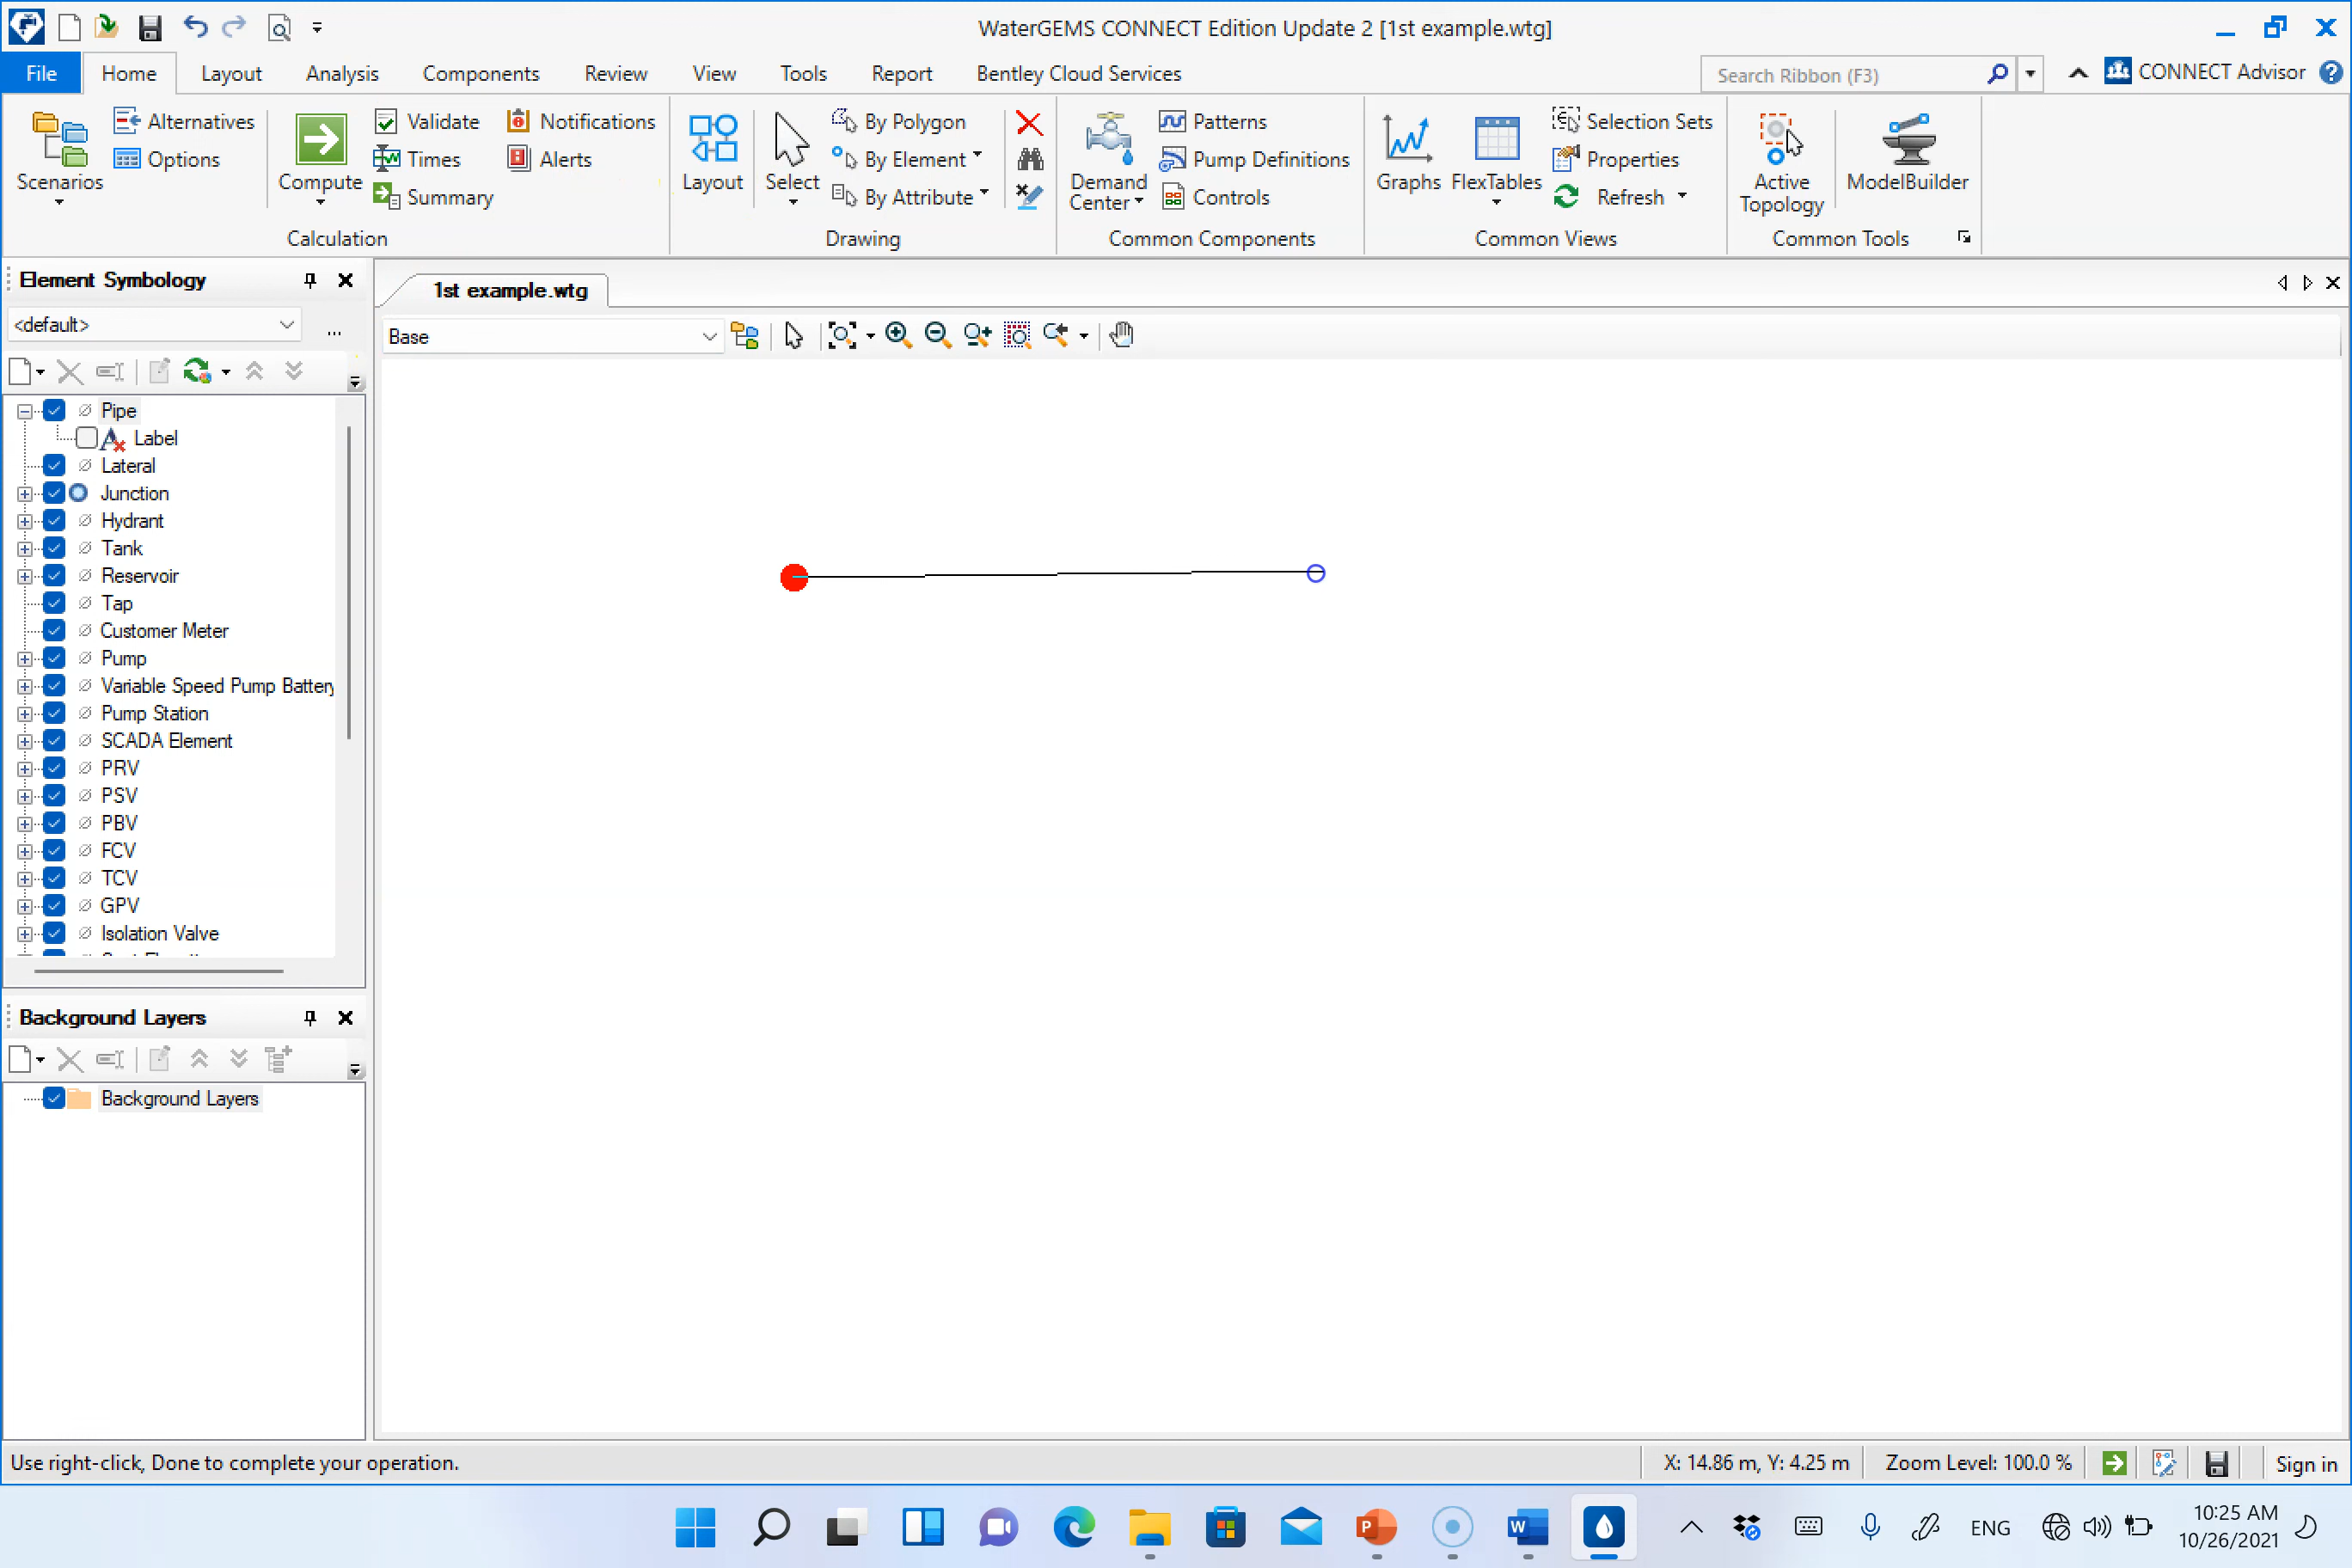 WaterGEMS CONNECT Edition Update 2 [1st example.wtg]
File Home Layout Analysis Components Review View Tools Report Bentley Cloud Services
Search Ribbon (F3)
CONNECT Advisor
Scenarios
Alternatives
Options
Compute
Validate
Times
Summary
Notifications
Alerts
Calculation
Layout
Select
By Polygon
By Element
By Attribute
Drawing
Demand
Center
Patterns
Pump Definitions
Controls
Common Components
Graphs
FlexTables
Selection Sets
Properties
Refresh
Common Views
Active
Topology
ModelBuilder
Common Tools
Element Symbology
<default>
...
Pipe
Label
Lateral
Junction
Hydrant
Tank
Reservoir
Tap
Customer Meter
Pump
Variable Speed Pump Battery
Pump Station
SCADA Element
PRV
PSV
PBV
FCV
TCV
GPV
Isolation Valve
Background Layers
Background Layers
1st example.wtg
Base
Use right-click, Done to complete your operation.
X: 14.86 m, Y: 4.25 m
Zoom Level: 100.0 %
Sign in
ENG
10:25 AM
10/26/2021